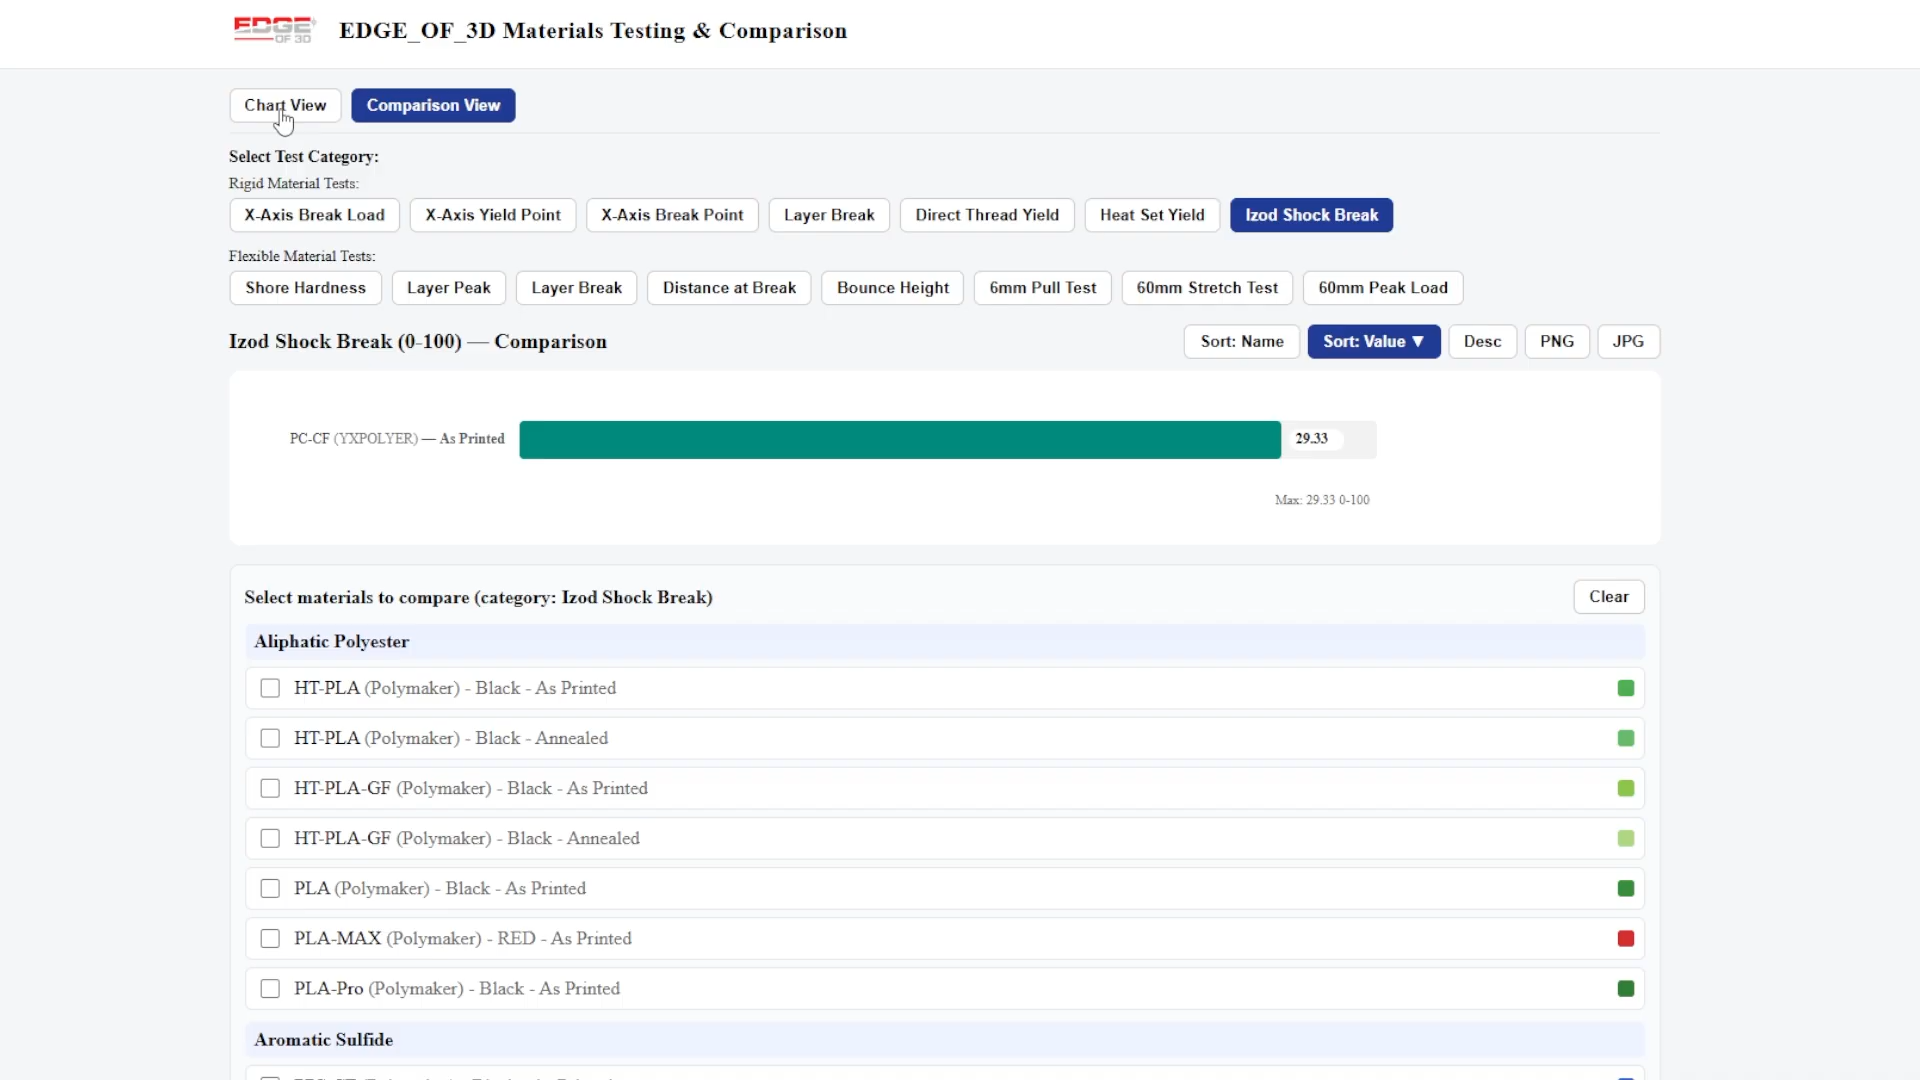 EDGE OF 3D
EDGE_OF_3D Materials Testing & Comparison
Chart View
Comparison View
Select Test Category:
Rigid Material Tests:
X-Axis Break Load
X-Axis Yield Point
X-Axis Break Point
Layer Break
Direct Thread Yield
Heat Set Yield
Izod Shock Break
Flexible Material Tests:
Shore Hardness
Layer Peak
Layer Break
Distance at Break
Bounce Height
6mm Pull Test
60mm Stretch Test
60mm Peak Load
Izod Shock Break (0-100) — Comparison
Sort: Name
Sort: Value ▼
Desc
PNG
JPG
PC-CF (YXPOLYER) — As Printed
29.33
Max: 29.33 0-100
Select materials to compare (category: Izod Shock Break)
Clear
Aliphatic Polyester
HT-PLA (Polymaker) - Black - As Printed
HT-PLA (Polymaker) - Black - Annealed
HT-PLA-GF (Polymaker) - Black - As Printed
HT-PLA-GF (Polymaker) - Black - Annealed
PLA (Polymaker) - Black - As Printed
PLA-MAX (Polymaker) - RED - As Printed
PLA-Pro (Polymaker) - Black - As Printed
Aromatic Sulfide